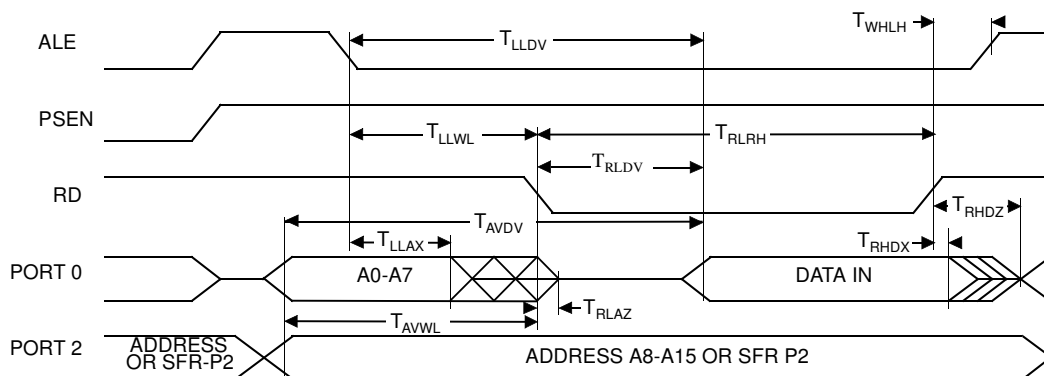 T_WHLH
ALE
T_LLDV
PSEN
T_LLWL
T_RLRH
T_RLDV
RD
T_AVDV
T_RHDZ
T_LLAX
T_RHDX
PORT 0
A0-A7
DATA IN
T_RLAZ
T_AVWL
PORT 2
ADDRESS
OR SFR-P2
ADDRESS A8-A15 OR SFR P2